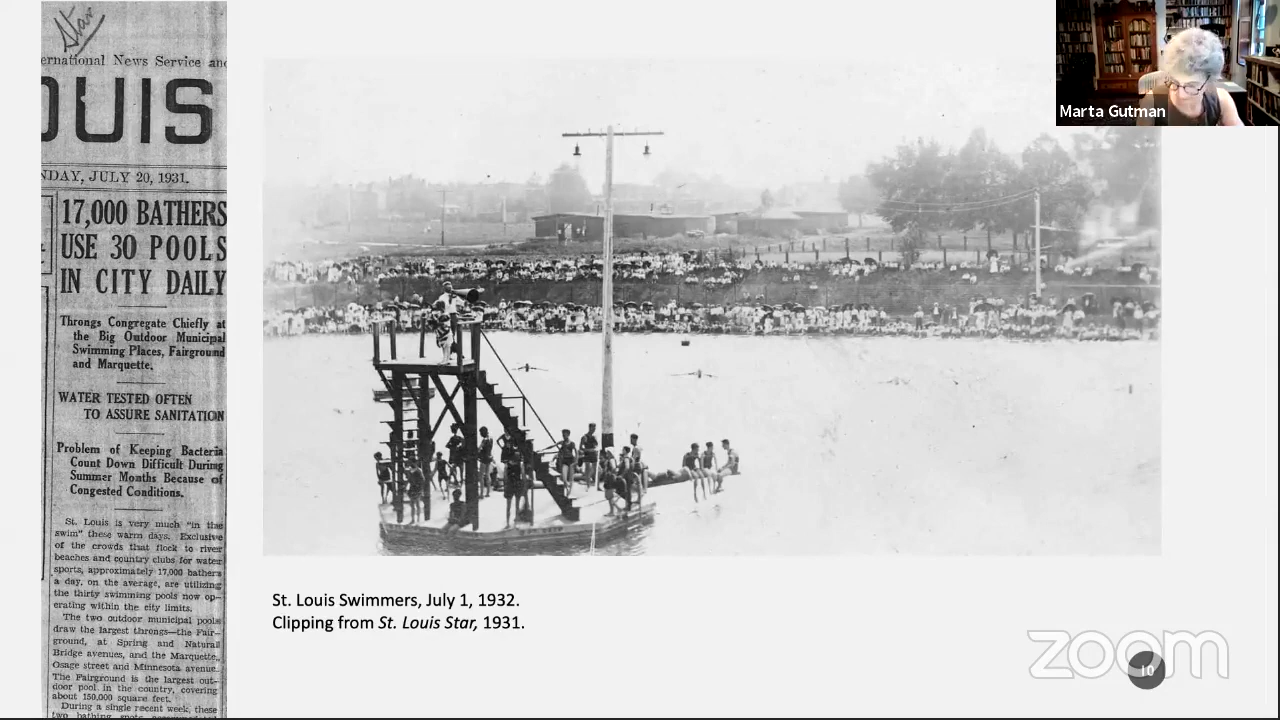 Star
ernational News Service and
OUIS
NDAY, JULY 20, 1931.
17,000 BATHERS
USE 30 POOLS
IN CITY DAILY
Throngs Congregate Chiefly at
the Big Outdoor Municipal
Swimming Places, Fairground
and Marquette.
WATER TESTED OFTEN
TO ASSURE SANITATION
Problem of Keeping Bacteria
Count Down Difficult During
Summer Months Because of
Congested Conditions.
St. Louis is very much "in the
swim" these warm days. Exclusive
of the crowds that flock to river
beaches and country clubs for water
sports, approximately 17,000 bathers
a day, on the average, are utilizing
the thirty swimming pools now op-
erating within the city limits.
The two outdoor municipal pools
draw the largest throngs—the Fair-
ground, at Spring and Natural
Bridge avenues, and the Marquette,
Osage street and Minnesota avenue.
The Fairground is the largest out-
door pool in the country, covering
about 150,000 square feet.
During a single recent week, these
two bathing spots accommodated
Marta Gutman
St. Louis Swimmers, July 1, 1932.
Clipping from St. Louis Star, 1931.
zoom
10